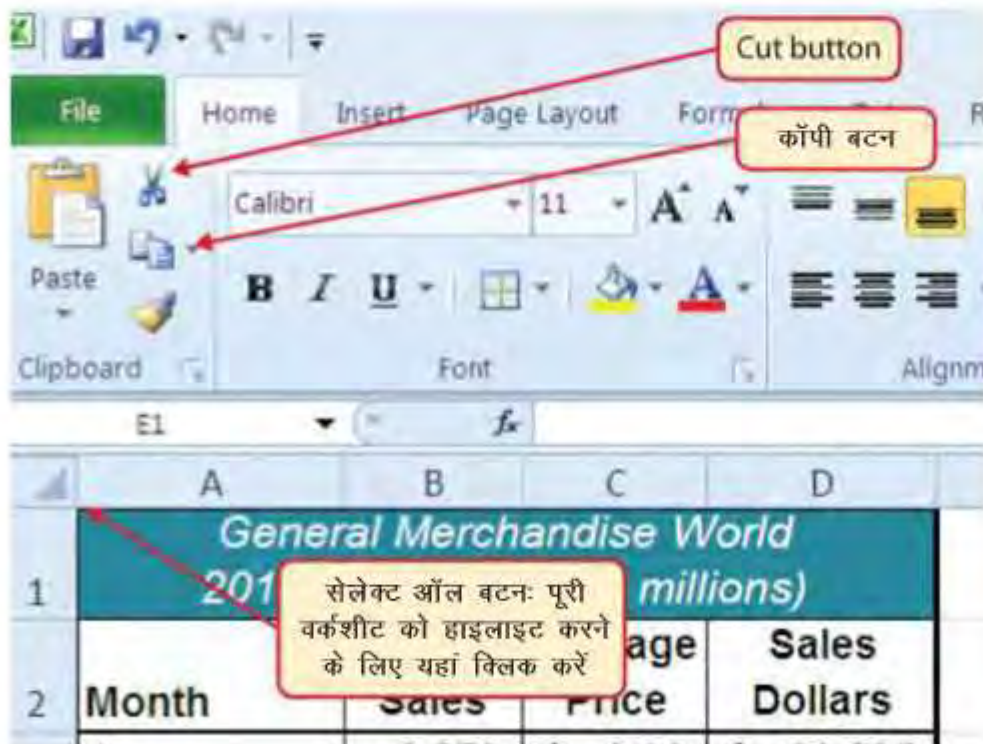 Cut button
File Home Insert Page Layout
कॉपी बटन
Calibri 11 A A
Paste
B I U A
Clipboard Font
E1 fx
A B C D
1 General Merchandise World
millions)
सेलेक्ट ऑल बटनः पूरी
वर्कशीट को हाइलाइट करने
के लिए यहां क्लिक करें
2 Month Sales Price Sales
Dollars